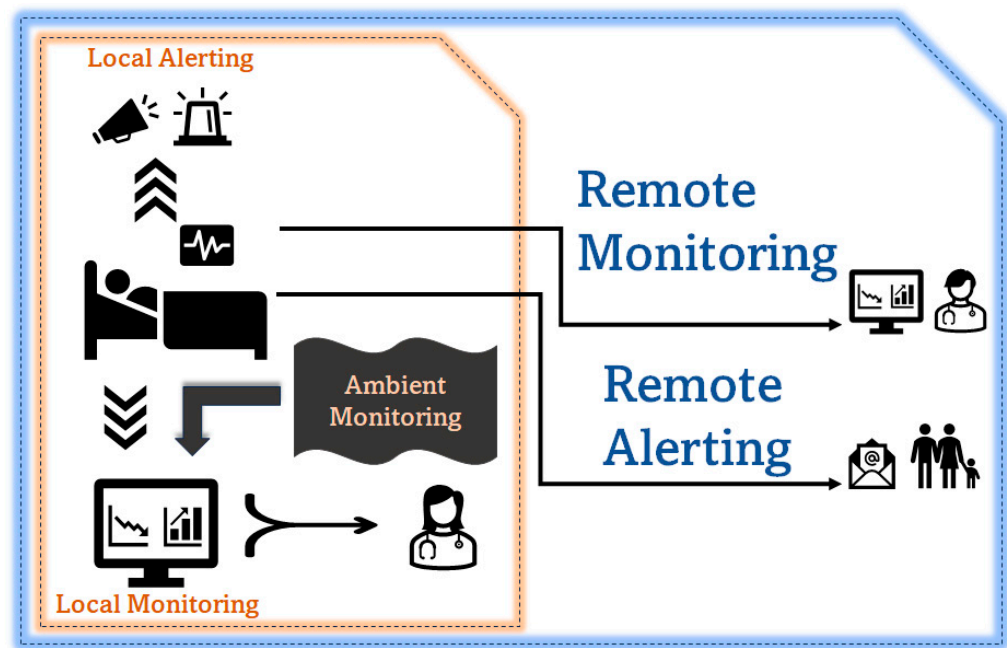 Local Alerting
Remote
Monitoring
Ambient
Monitoring
Remote
Alerting
@
Local Monitoring